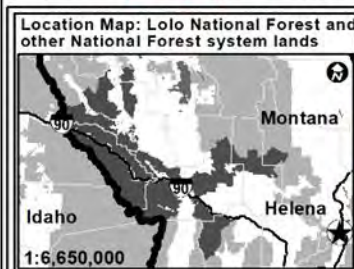 Location Map: Lolo National Forest and
other National Forest system lands
N
90
Montana
90
Idaho
Helena
1:6,650,000